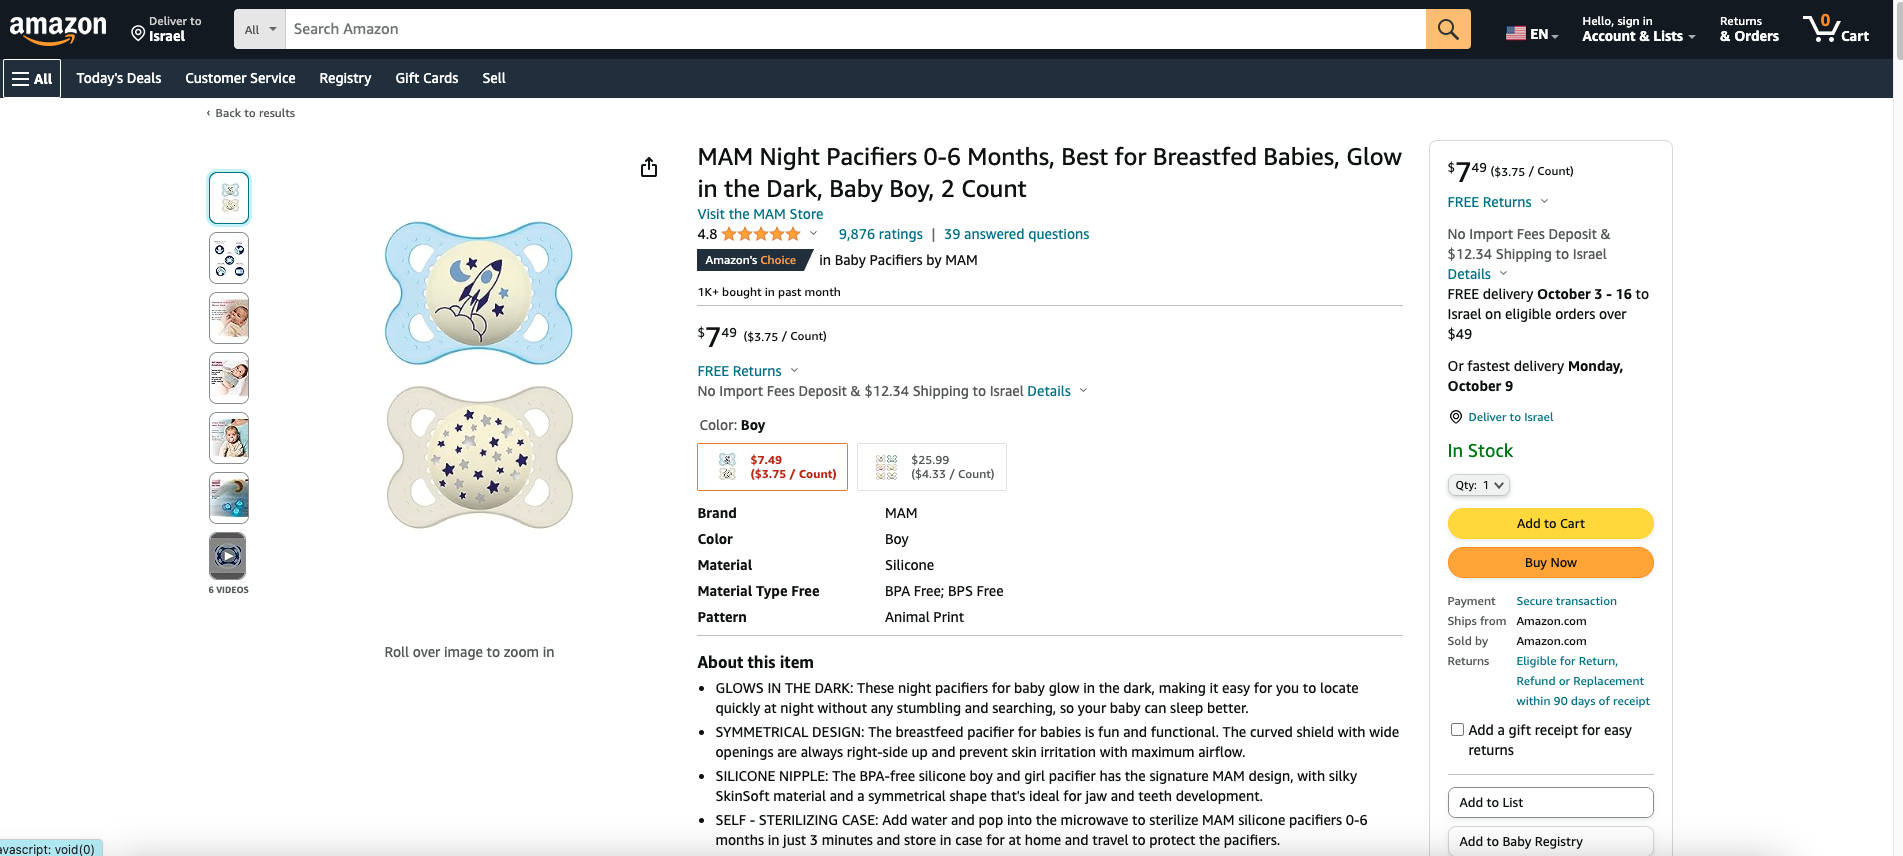 amazon
Deliver to
Israel
All
Search Amazon
EN
Hello, sign in
Account & Lists
Returns
& Orders
0
Cart
All
Today's Deals
Customer Service
Registry
Gift Cards
Sell
‹ Back to results
6 VIDEOS
Roll over image to zoom in
MAM Night Pacifiers 0-6 Months, Best for Breastfed Babies, Glow
in the Dark, Baby Boy, 2 Count
Visit the MAM Store
4.8
9,876 ratings | 39 answered questions
Amazon's Choice in Baby Pacifiers by MAM
1K+ bought in past month
$7 49 ($3.75 / Count)
FREE Returns
No Import Fees Deposit & $12.34 Shipping to Israel Details
Color: Boy
$7.49
($3.75 / Count)
$25.99
($4.33 / Count)
Brand MAM
Color Boy
Material Silicone
Material Type Free BPA Free; BPS Free
Pattern Animal Print
About this item
• GLOWS IN THE DARK: These night pacifiers for baby glow in the dark, making it easy for you to locate
quickly at night without any stumbling and searching, so your baby can sleep better.
• SYMMETRICAL DESIGN: The breastfeed pacifier for babies is fun and functional. The curved shield with wide
openings are always right-side up and prevent skin irritation with maximum airflow.
• SILICONE NIPPLE: The BPA-free silicone boy and girl pacifier has the signature MAM design, with silky
SkinSoft material and a symmetrical shape that's ideal for jaw and teeth development.
• SELF - STERILIZING CASE: Add water and pop into the microwave to sterilize MAM silicone pacifiers 0-6
months in just 3 minutes and store in case for at home and travel to protect the pacifiers.
$7 49 ($3.75 / Count)
FREE Returns
No Import Fees Deposit &
$12.34 Shipping to Israel
Details
FREE delivery October 3 - 16 to
Israel on eligible orders over
$49
Or fastest delivery Monday,
October 9
Deliver to Israel
In Stock
Qty: 1
Add to Cart
Buy Now
Payment Secure transaction
Ships from Amazon.com
Sold by Amazon.com
Returns Eligible for Return,
Refund or Replacement
within 90 days of receipt
Add a gift receipt for easy
returns
Add to List
Add to Baby Registry
avascript: void(0)